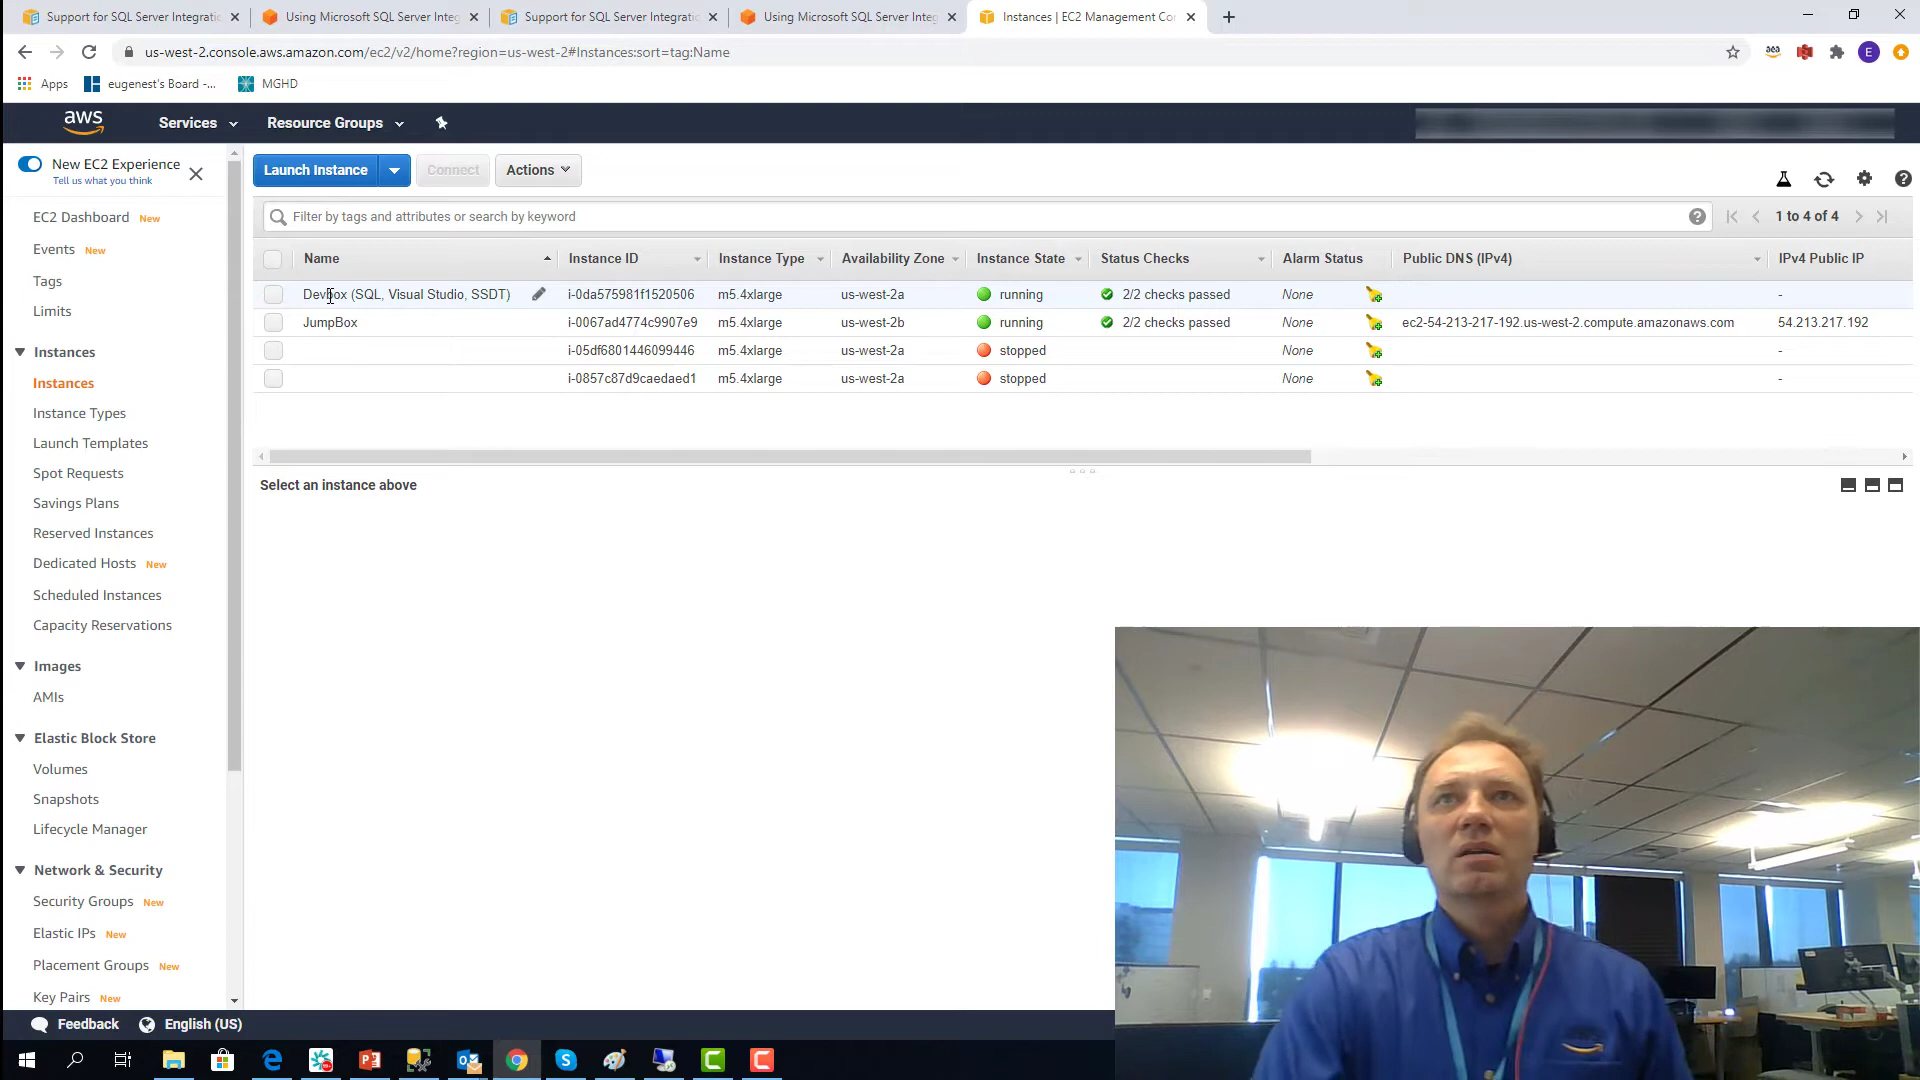 Support for SQL Server Integratio
Using Microsoft SQL Server Integ
Support for SQL Server Integratio
Using Microsoft SQL Server Integ
Instances | EC2 Management Co
us-west-2.console.aws.amazon.com/ec2/v2/home?region=us-west-2#Instances:sort=tag:Name
E
Apps
eugenest's Board -...
MGHD
aws
Services
Resource Groups
New EC2 Experience
Tell us what you think
Launch Instance
Connect
Actions
EC2 Dashboard New
Events New
Tags
Limits
Instances
Instances
Instance Types
Launch Templates
Spot Requests
Savings Plans
Reserved Instances
Dedicated Hosts New
Scheduled Instances
Capacity Reservations
Images
AMIs
Elastic Block Store
Volumes
Snapshots
Lifecycle Manager
Network & Security
Security Groups New
Elastic IPs New
Placement Groups New
Key Pairs New
Filter by tags and attributes or search by keyword
1 to 4 of 4
Name Instance ID Instance Type Availability Zone Instance State Status Checks Alarm Status Public DNS (IPv4) IPv4 Public IP
Devbox (SQL, Visual Studio, SSDT) i-0da575981f1520506 m5.4xlarge us-west-2a running 2/2 checks passed None -
JumpBox i-0067ad4774c9907e9 m5.4xlarge us-west-2b running 2/2 checks passed None ec2-54-213-217-192.us-west-2.compute.amazonaws.com 54.213.217.192
i-05df6801446099446 m5.4xlarge us-west-2a stopped None -
i-0857c87d9caedaed1 m5.4xlarge us-west-2a stopped None -
Select an instance above
Feedback
English (US)